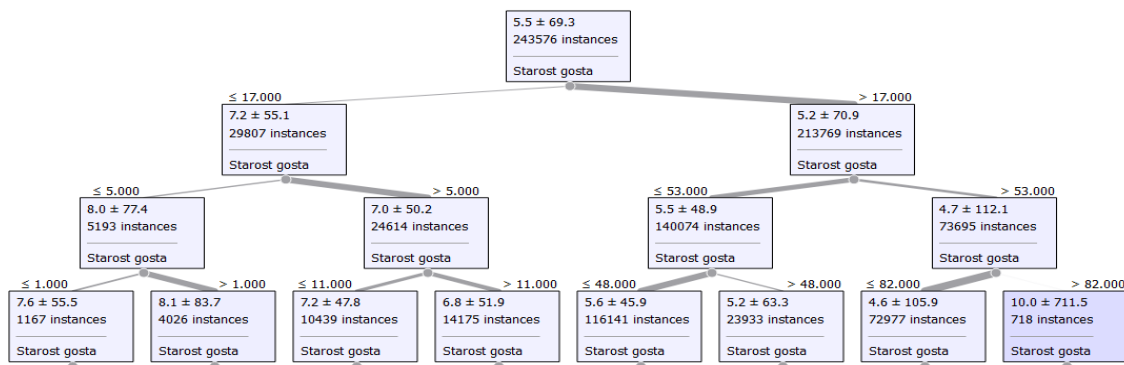 5.5 ± 69.3
243576 instances
Starost gosta
≤ 17.000
> 17.000
7.2 ± 55.1
29807 instances
Starost gosta
5.2 ± 70.9
213769 instances
Starost gosta
≤ 5.000
> 5.000
≤ 53.000
> 53.000
8.0 ± 77.4
5193 instances
Starost gosta
7.0 ± 50.2
24614 instances
Starost gosta
5.5 ± 48.9
140074 instances
Starost gosta
4.7 ± 112.1
73695 instances
Starost gosta
≤ 1.000
> 1.000
≤ 11.000
> 11.000
≤ 48.000
> 48.000
≤ 82.000
> 82.000
7.6 ± 55.5
1167 instances
Starost gosta
8.1 ± 83.7
4026 instances
Starost gosta
7.2 ± 47.8
10439 instances
Starost gosta
6.8 ± 51.9
14175 instances
Starost gosta
5.6 ± 45.9
116141 instances
Starost gosta
5.2 ± 63.3
23933 instances
Starost gosta
4.6 ± 105.9
72977 instances
Starost gosta
10.0 ± 711.5
718 instances
Starost gosta